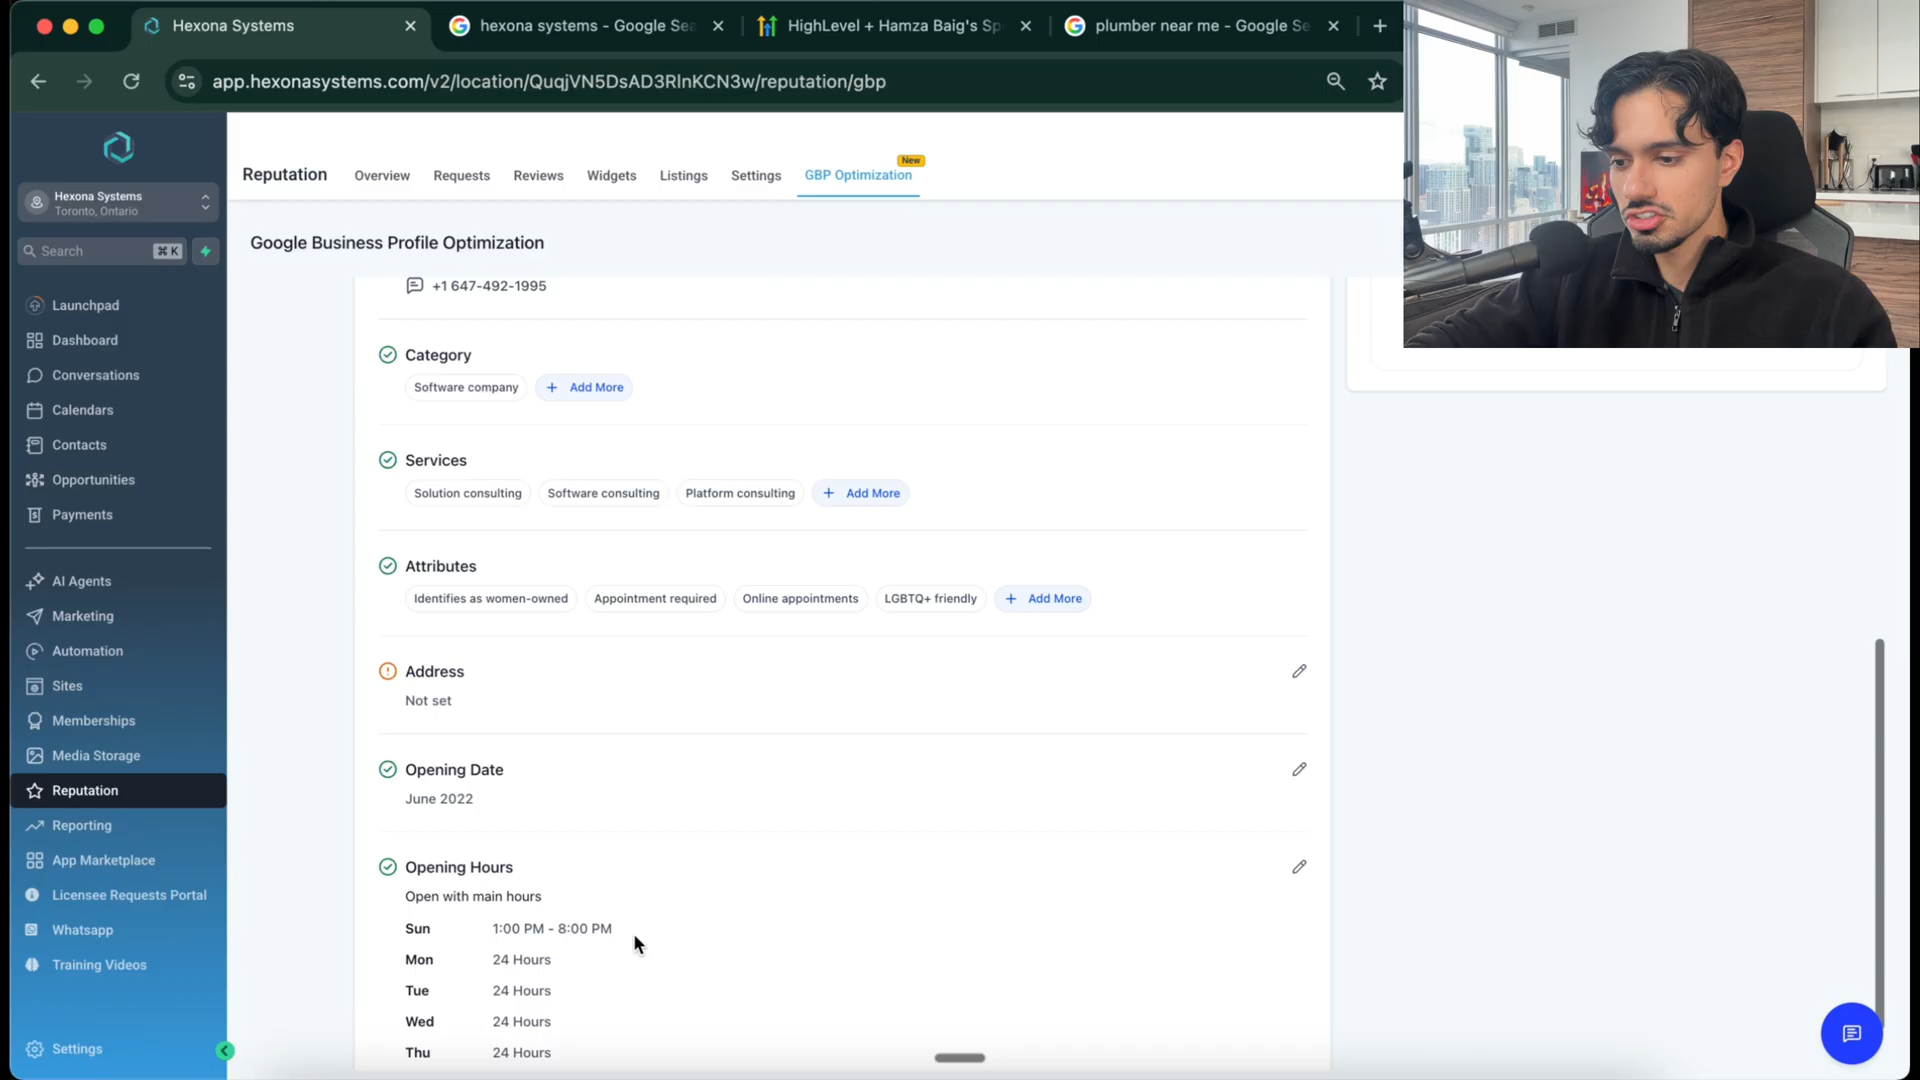 Hexona Systems
hexona systems - Google Sea
HighLevel + Hamza Baig's Sp
plumber near me - Google Se
app.hexonasystems.com/v2/location/QuqjVN5DsAD3RlnKCN3w/reputation/gbp
Hexona Systems
Toronto, Ontario
Search
⌘ K
Launchpad
Dashboard
Conversations
Calendars
Contacts
Opportunities
Payments
AI Agents
Marketing
Automation
Sites
Memberships
Media Storage
Reputation
Reporting
App Marketplace
Licensee Requests Portal
Whatsapp
Training Videos
Settings
New
Reputation Overview Requests Reviews Widgets Listings Settings GBP Optimization
Google Business Profile Optimization
+1 647-492-1995
Category
Software company + Add More
Services
Solution consulting Software consulting Platform consulting + Add More
Attributes
Identifies as women-owned Appointment required Online appointments LGBTQ+ friendly + Add More
Address
Not set
Opening Date
June 2022
Opening Hours
Open with main hours
Sun 1:00 PM - 8:00 PM
Mon 24 Hours
Tue 24 Hours
Wed 24 Hours
Thu 24 Hours